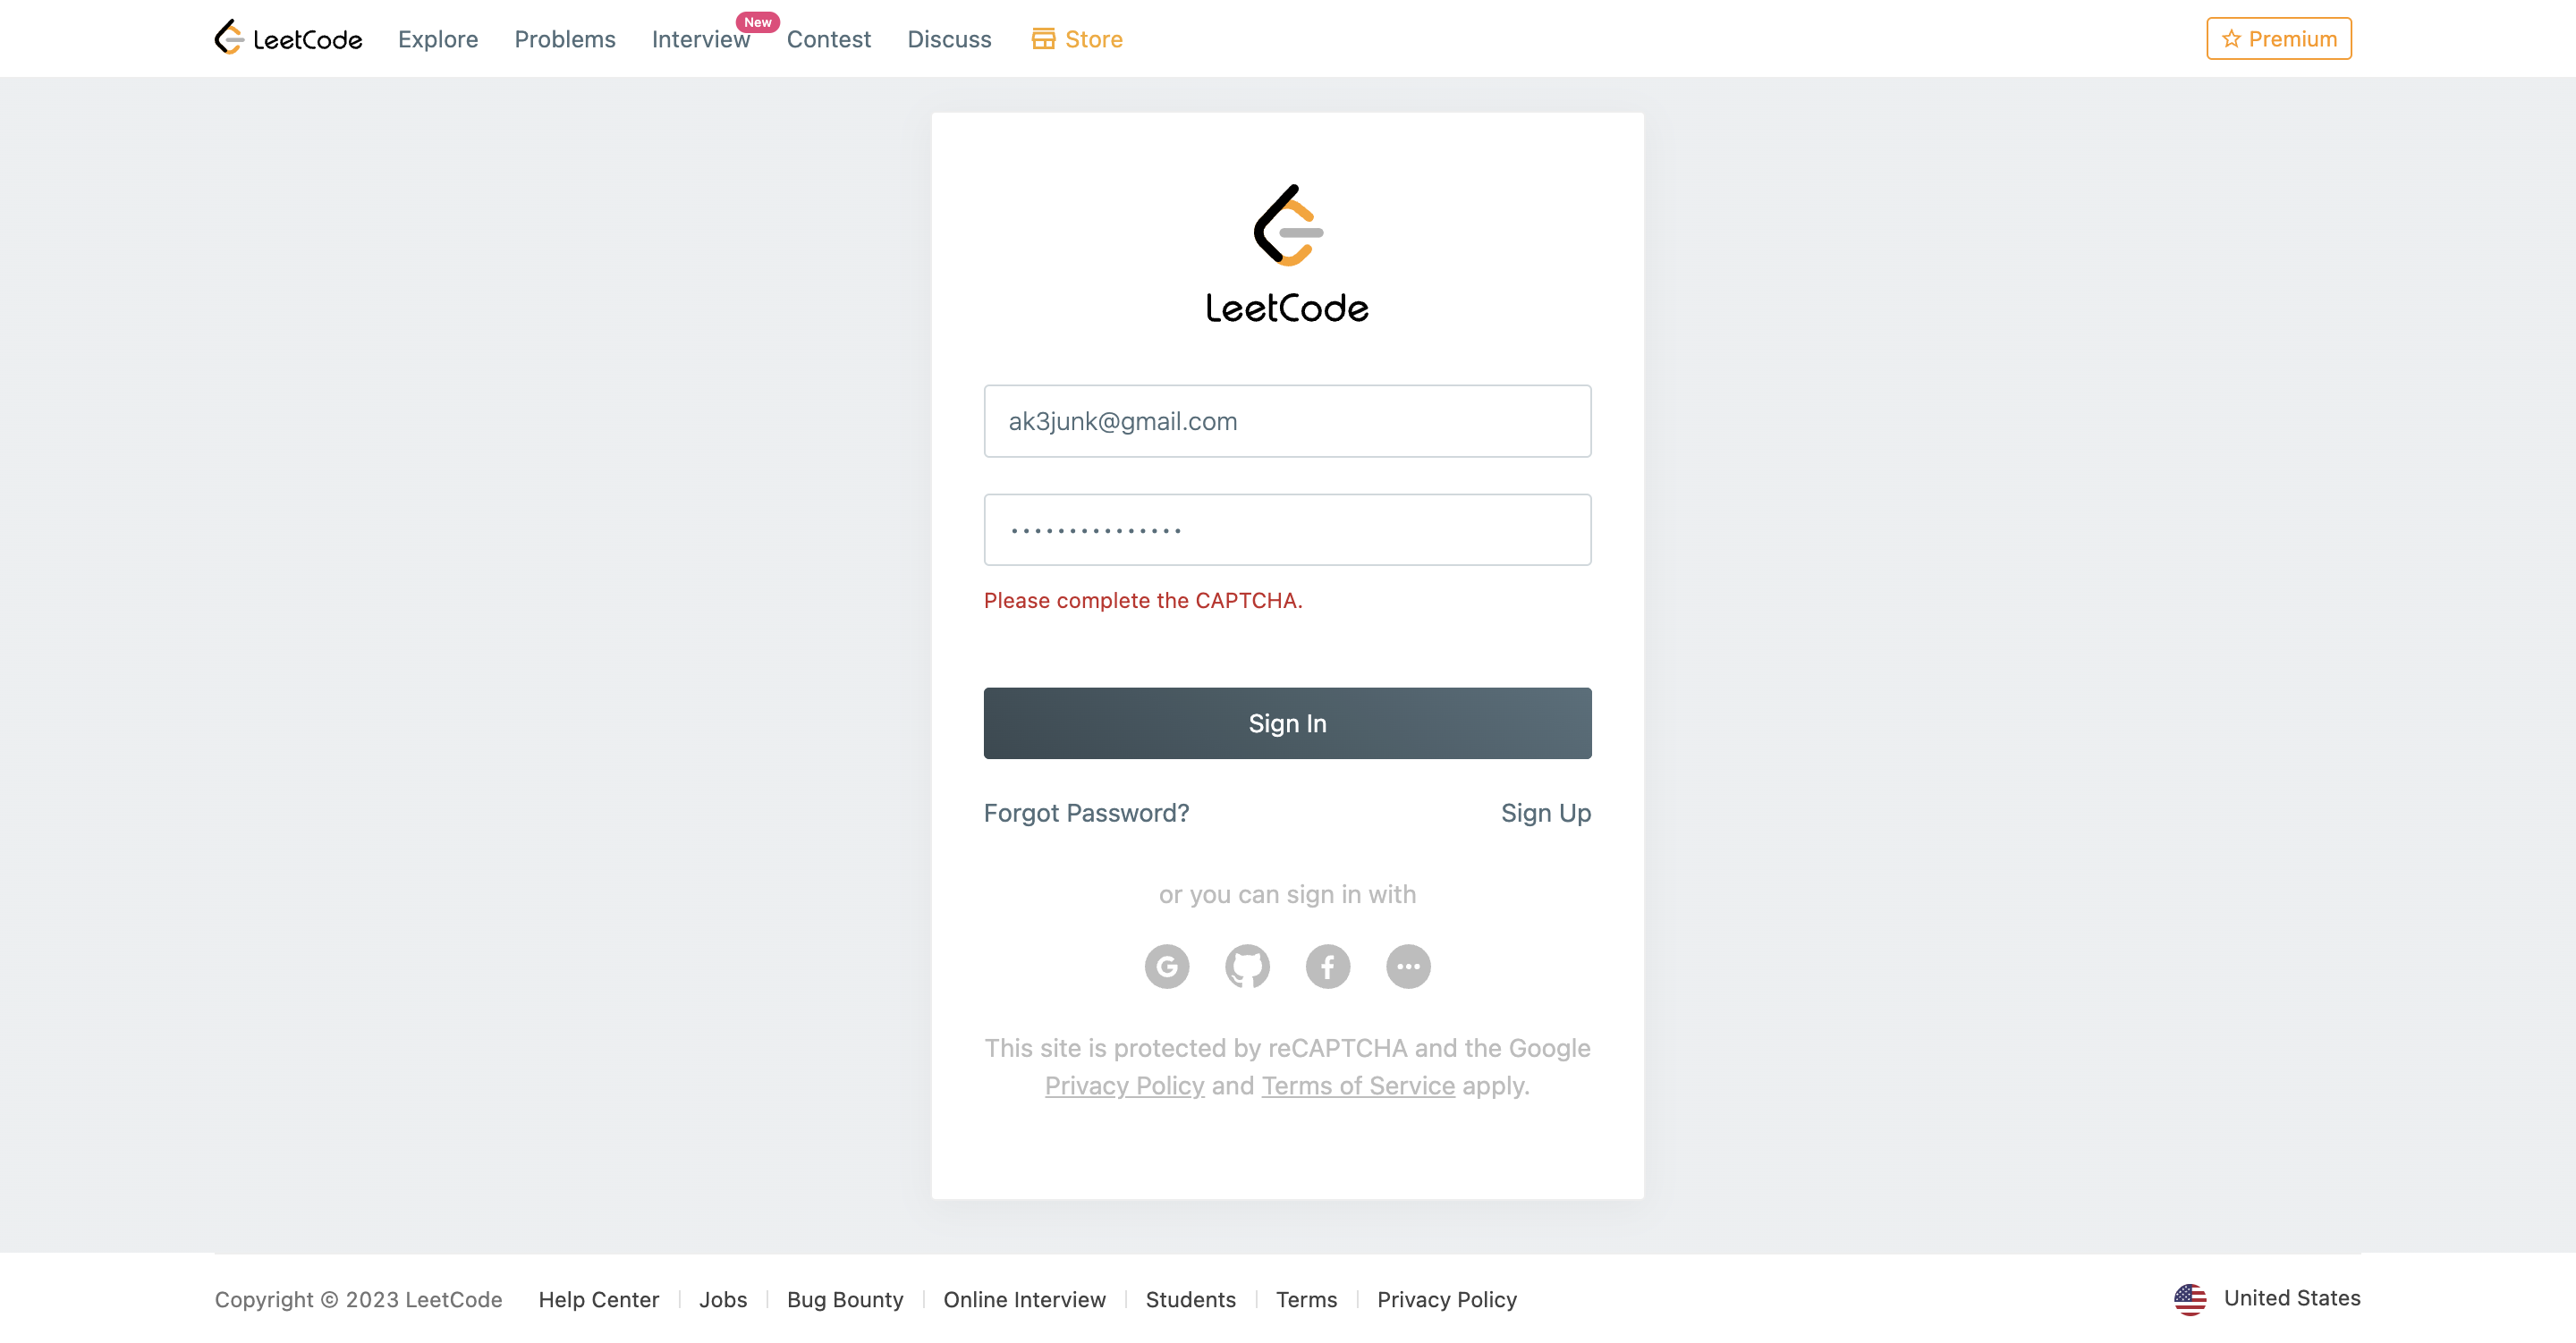 LeetCode
Explore
Problems
Interview
New
Contest
Discuss
Store
Premium
LeetCode
ak3junk@gmail.com
•••••••••••••••
Please complete the CAPTCHA.
Sign In
Forgot Password?
Sign Up
or you can sign in with
This site is protected by reCAPTCHA and the Google
Privacy Policy and Terms of Service apply.
Copyright © 2023 LeetCode
Help Center
Jobs
Bug Bounty
Online Interview
Students
Terms
Privacy Policy
United States